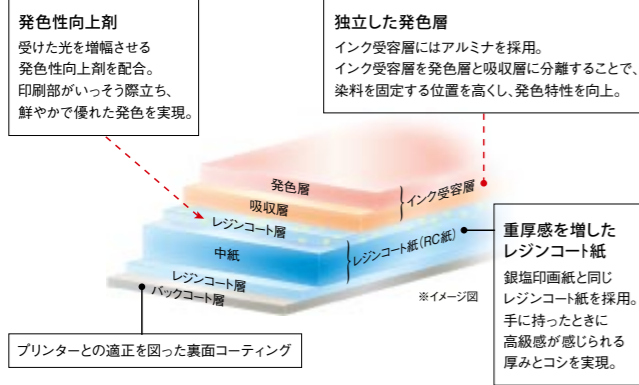 発色性向上剤
受けた光を増幅させる
発色性向上剤を配合。
印刷部がいっそう際立ち、
鮮やかで優れた発色を実現。
独立した発色層
インク受容層にはアルミナを採用。
インク受容層を発色層と吸収層に分離することで、
染料を固定する位置を高くし、発色特性を向上。
発色層
吸収層
インク受容層
レジンコート層
中紙
レジンコート紙(RC紙)
レジンコート層
バックコート層
※イメージ図
重厚感を増した
レジンコート紙
銀塩印画紙と同じ
レジンコート紙を採用。
手に持ったときに
高級感が感じられる
厚みとコシを実現。
プリンターとの適正を図った裏面コーティング